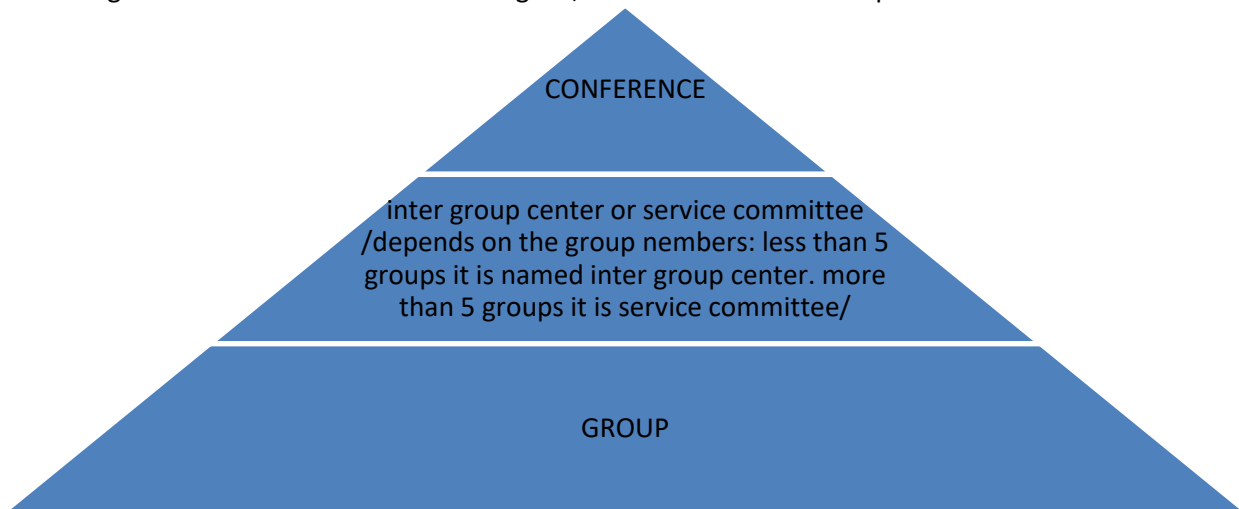 CONFERENCE
inter group center or service committee
/depends on the group nembers: less than 5
groups it is named inter group center. more
than 5 groups it is service committee/
GROUP